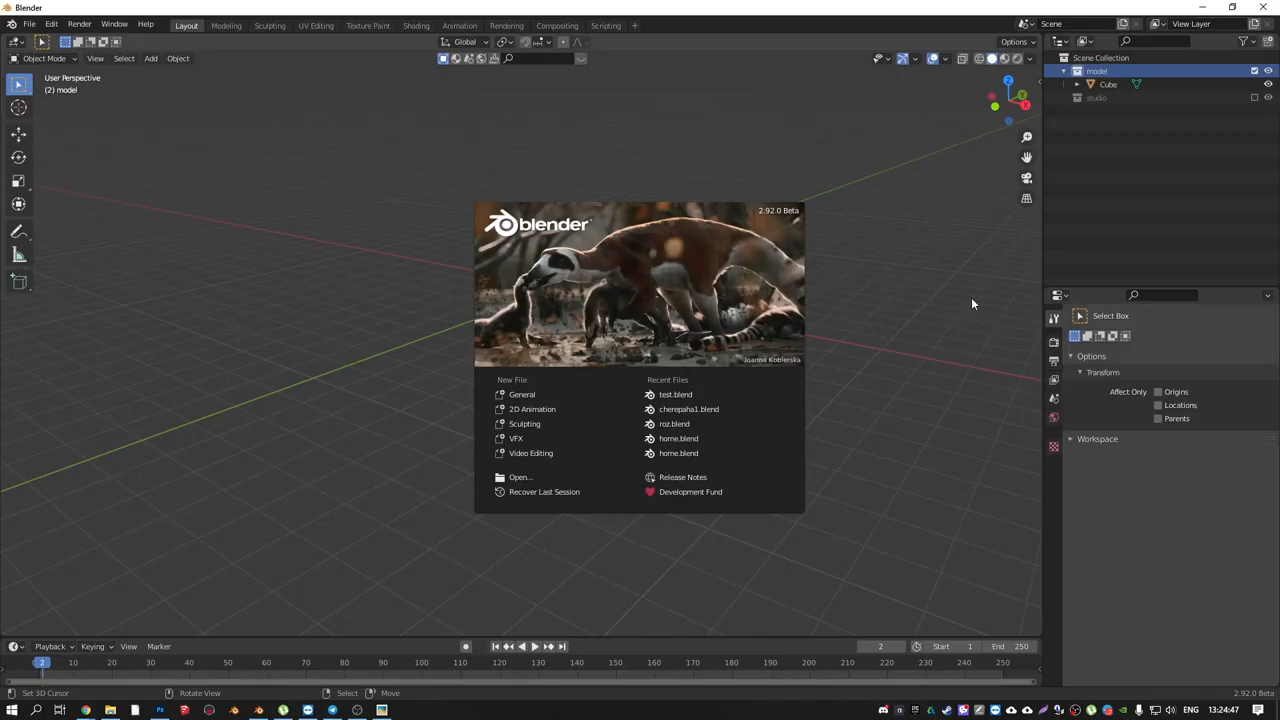 Blender
File Edit Render Window Help
Layout Modeling Sculpting UV Editing Texture Paint Shading Animation Rendering Compositing Scripting +
Scene
View Layer
Global
Options
Object Mode View Select Add Object
User Perspective
(2) model
Scene Collection
model
Cube
studio
Z
Y
X
blender
2.92.0 Beta
Joanna Kobierska
New File
General
2D Animation
Sculpting
VFX
Video Editing
Open...
Recover Last Session
Recent Files
test.blend
cherepaha1.blend
roz.blend
home.blend
home.blend
Release Notes
Development Fund
Select Box
Options
Transform
Affect Only Origins
Locations
Parents
Workspace
Playback Keying View Marker
2 Start 1 End 250
2 10 20 30 40 50 60 70 80 90 100 110 120 130 140 150 160 170 180 190 200 210 220 230 240 250
Set 3D Cursor Rotate View Select Move 2.92.0 Beta
ENG 13:24:47